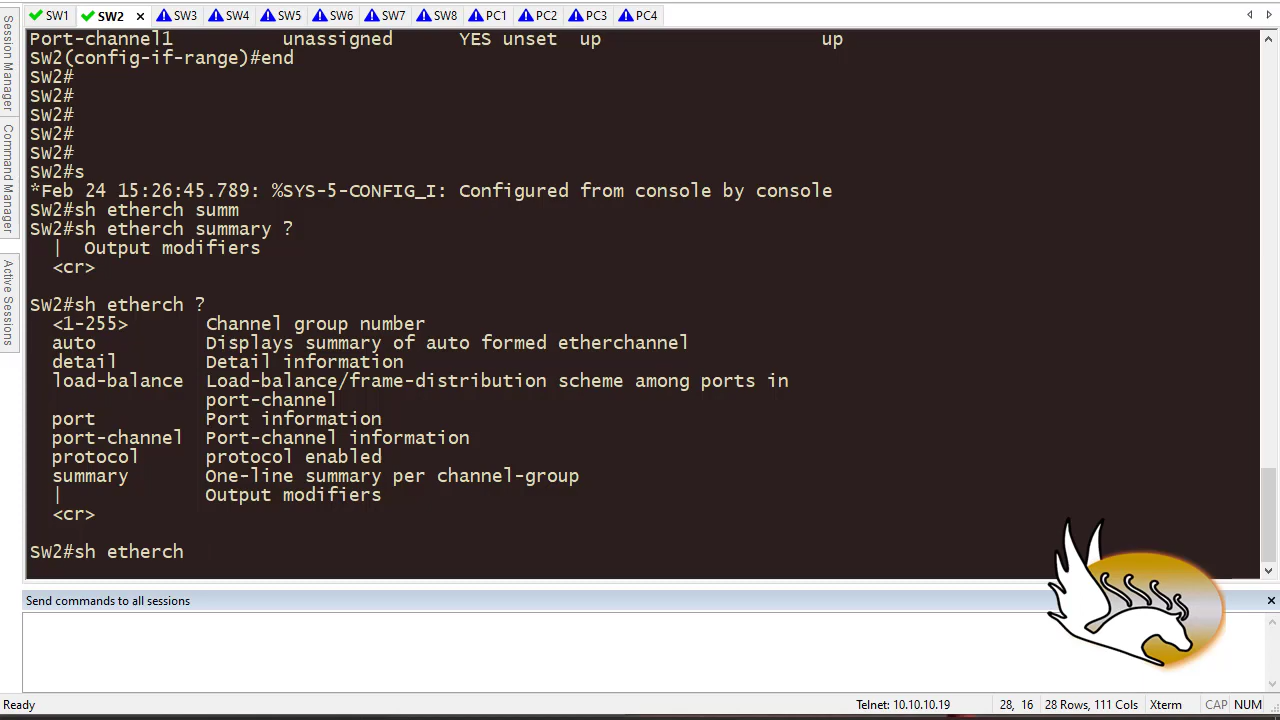 SW1 SW2 × SW3 SW4 SW5 SW6 SW7 SW8 PC1 PC2 PC3 PC4
Session Manager
Command Manager
Active Sessions
Port-channel1 unassigned YES unset up up
SW2(config-if-range)#end
SW2#
SW2#
SW2#
SW2#
SW2#
SW2#s
*Feb 24 15:26:45.789: %SYS-5-CONFIG_I: Configured from console by console
SW2#sh etherch summ
SW2#sh etherch summary ?
| Output modifiers
<cr>
SW2#sh etherch ?
<1-255> Channel group number
auto Displays summary of auto formed etherchannel
detail Detail information
load-balance Load-balance/frame-distribution scheme among ports in
port-channel
port Port information
port-channel Port-channel information
protocol protocol enabled
summary One-line summary per channel-group
| Output modifiers
<cr>
SW2#sh etherch
Send commands to all sessions ×
Ready Telnet: 10.10.10.19 28, 16 28 Rows, 111 Cols Xterm CAP NUM